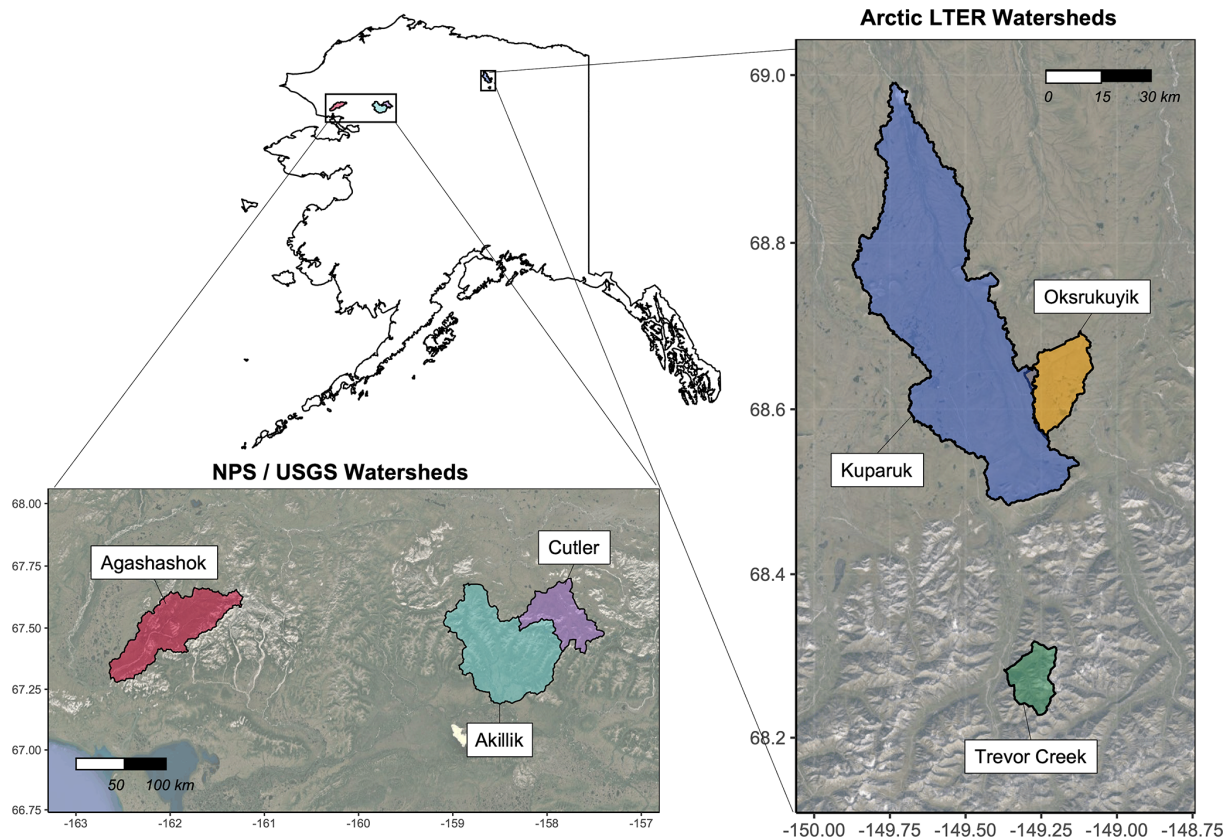 Arctic LTER Watersheds
69.0
68.8
68.6
68.4
68.2
0 15 30 km
Oksrukuyik
Kuparuk
Trevor Creek
-150.00 -149.75 -149.50 -149.25 -149.00 -148.75
NPS / USGS Watersheds
68.00
67.75
67.50
67.25
67.00
66.75
Agashashok
Cutler
Akillik
50 100 km
-163 -162 -161 -160 -159 -158 -157